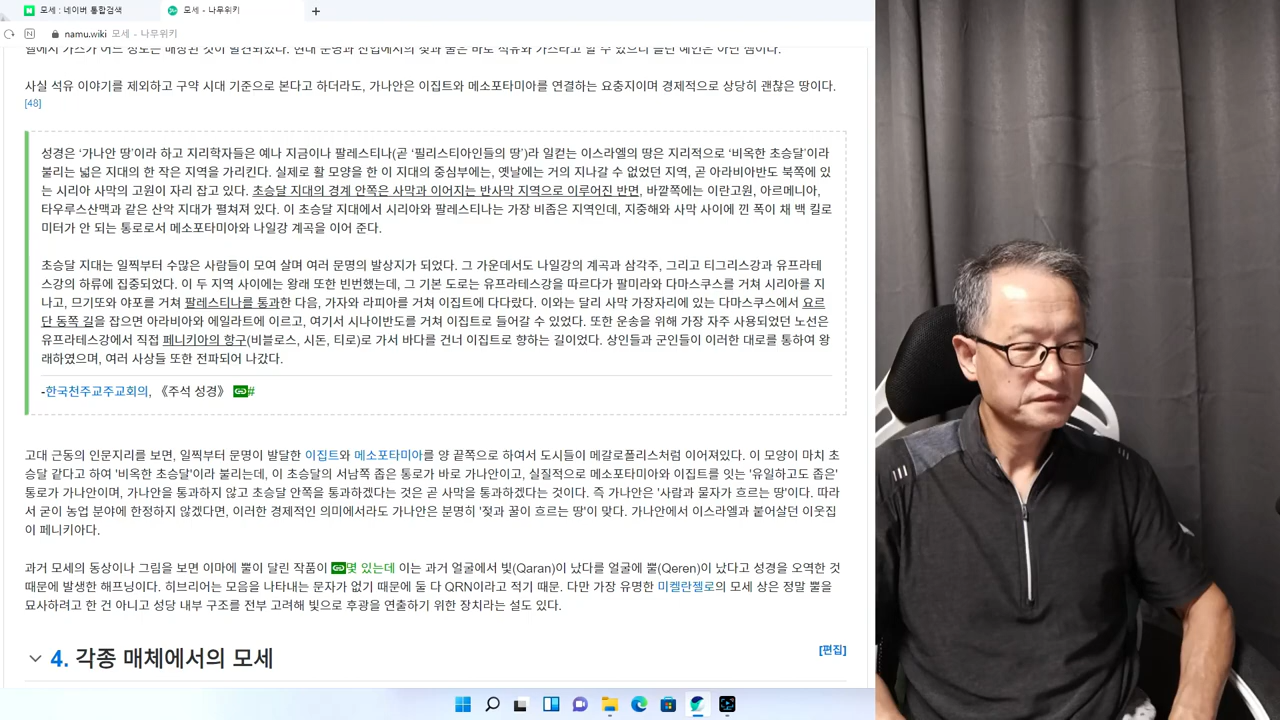 모세 : 네이버 통합검색
모세 - 나무위키
namu.wiki 모세 - 나무위키
사실 석유 이야기를 제외하고 구약 시대 기준으로 본다고 하더라도, 가나안은 이집트와 메소포타미아를 연결하는 요충지이며 경제적으로 상당히 괜찮은 땅이다.
[48]
성경은 ‘가나안 땅’이라 하고 지리학자들은 예나 지금이나 팔레스티나(곧 ‘필리스티아인들의 땅’)라 일컫는 이스라엘의 땅은 지리적으로 ‘비옥한 초승달’이라
불리는 넓은 지대의 한 작은 지역을 가리킨다. 실제로 활 모양을 한 이 지대의 중심부에는, 옛날에는 거의 지나갈 수 없었던 지역, 곧 아라비아반도 북쪽에 있
는 시리아 사막의 고원이 자리 잡고 있다. 초승달 지대의 경계 안쪽은 사막과 이어지는 반사막 지역으로 이루어진 반면, 바깥쪽에는 이란고원, 아르메니아,
타우루스산맥과 같은 산악 지대가 펼쳐져 있다. 이 초승달 지대에서 시리아와 팔레스티나는 가장 비좁은 지역인데, 지중해와 사막 사이에 낀 폭이 채 백 킬로
미터가 안 되는 통로로서 메소포타미아와 나일강 계곡을 이어 준다.
초승달 지대는 일찍부터 수많은 사람들이 모여 살며 여러 문명의 발상지가 되었다. 그 가운데서도 나일강의 계곡과 삼각주, 그리고 티그리스강과 유프라테
스강의 하류에 집중되었다. 이 두 지역 사이에는 왕래 또한 빈번했는데, 그 기본 도로는 유프라테스강을 따르다가 팔미라와 다마스쿠스를 거쳐 시리아를 지
나고, 므기또와 야포를 거쳐 팔레스티나를 통과한 다음, 가자와 라피아를 거쳐 이집트에 다다랐다. 이와는 달리 사막 가장자리에 있는 다마스쿠스에서 요르
단 동쪽 길을 잡으면 아라비아와 에일라트에 이르고, 여기서 시나이반도를 거쳐 이집트로 들어갈 수 있었다. 또한 운송을 위해 가장 자주 사용되었던 노선은
유프라테스강에서 직접 페니키아의 항구(비블로스, 시돈, 티로)로 가서 바다를 건너 이집트로 향하는 길이었다. 상인들과 군인들이 이러한 대로를 통하여 왕
래하였으며, 여러 사상들 또한 전파되어 나갔다.
-한국천주교주교회의, 《주석 성경》 #
고대 근동의 인문지리를 보면, 일찍부터 문명이 발달한 이집트와 메소포타미아를 양 끝쪽으로 하여서 도시들이 메갈로폴리스처럼 이어져있다. 이 모양이 마치 초
승달 같다고 하여 '비옥한 초승달'이라 불리는데, 이 초승달의 서남쪽 좁은 통로가 바로 가나안이고, 실질적으로 메소포타미아와 이집트를 잇는 '유일하고도 좁은'
통로가 가나안이며, 가나안을 통과하지 않고 초승달 안쪽을 통과하겠다는 것은 곧 사막을 통과하겠다는 것이다. 즉 가나안은 '사람과 물자가 흐르는 땅'이다. 따라
서 굳이 농업 분야에 한정하지 않겠다면, 이러한 경제적인 의미에서라도 가나안은 분명히 '젖과 꿀이 흐르는 땅'이 맞다. 가나안에서 이스라엘과 붙어살던 이웃집
이 페니키아다.
과거 모세의 동상이나 그림을 보면 이마에 뿔이 달린 작품이 몇 있는데 이는 과거 얼굴에서 빛(Qaran)이 났다를 얼굴에 뿔(Qeren)이 났다고 성경을 오역한 것
때문에 발생한 해프닝이다. 히브리어는 모음을 나타내는 문자가 없기 때문에 둘 다 QRN이라고 적기 때문. 다만 가장 유명한 미켈란젤로의 모세 상은 정말 뿔을
묘사하려고 한 건 아니고 성당 내부 구조를 전부 고려해 빛으로 후광을 연출하기 위한 장치라는 설도 있다.
4. 각종 매체에서의 모세
[편집]